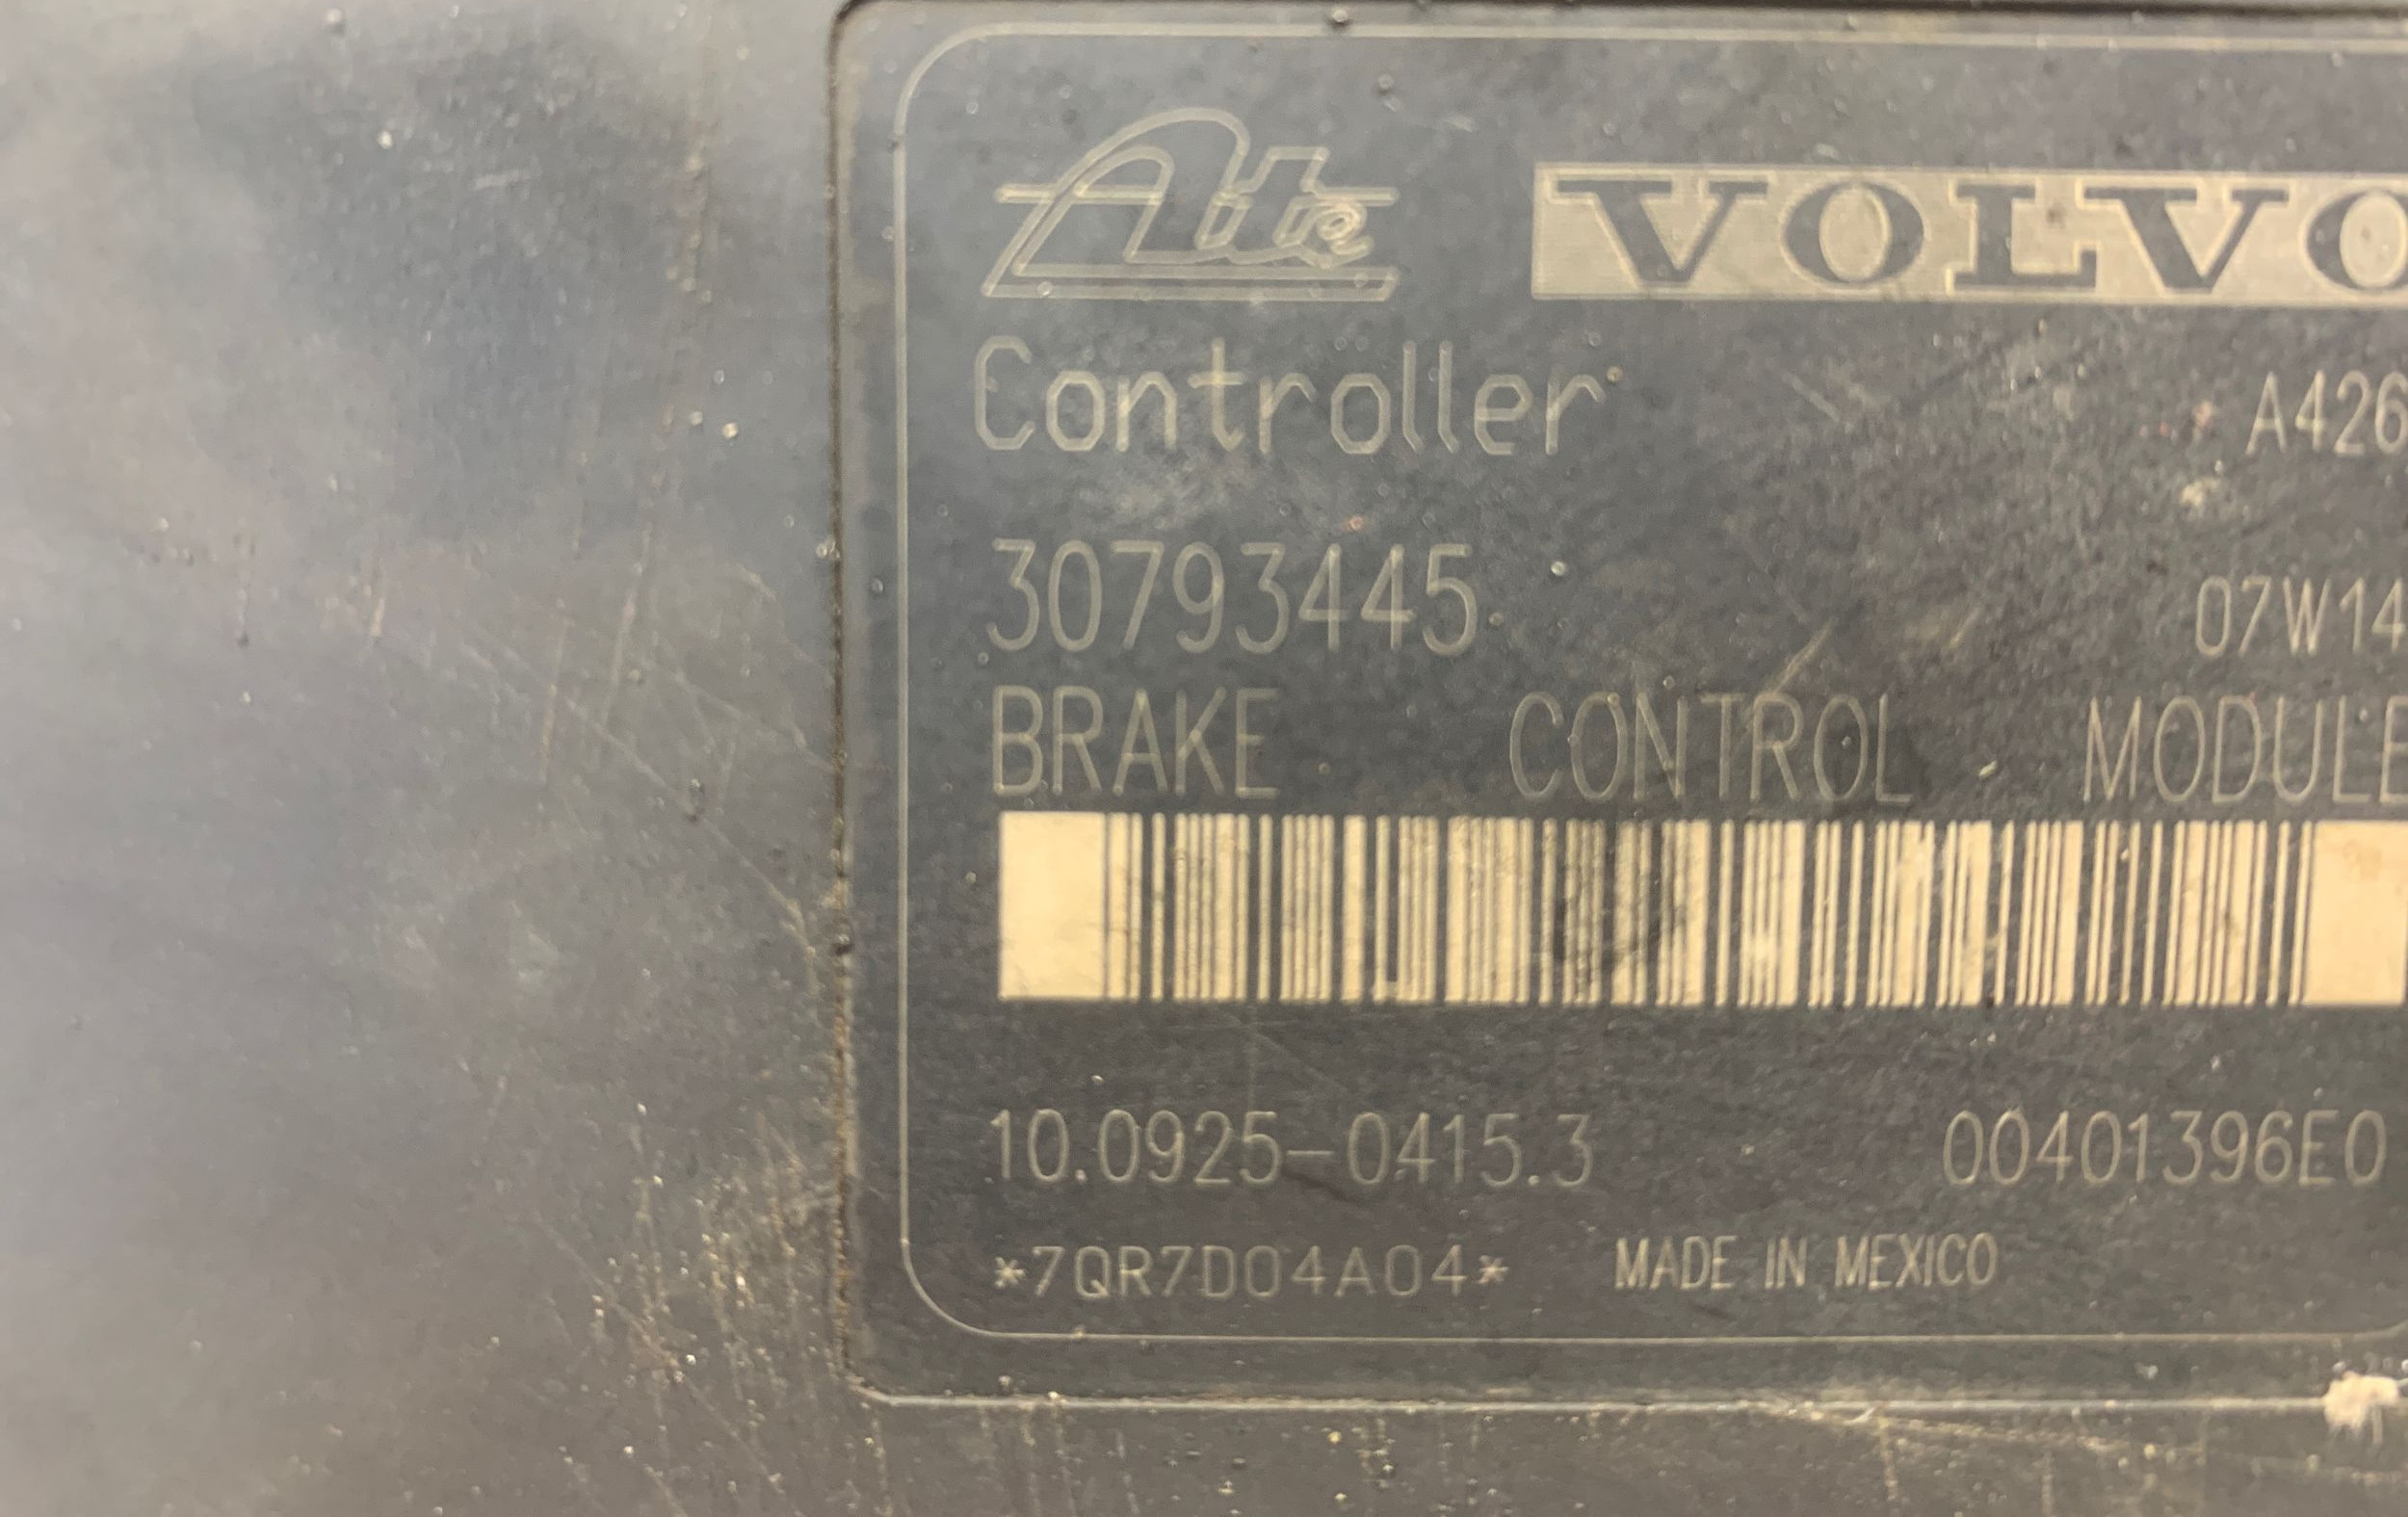 Ate VOLVO
Controller A426
30793445 07W14
BRAKE CONTROL MODULE
10.0925-0415.3 00401396E0
*7QR7D04A04* MADE IN MEXICO